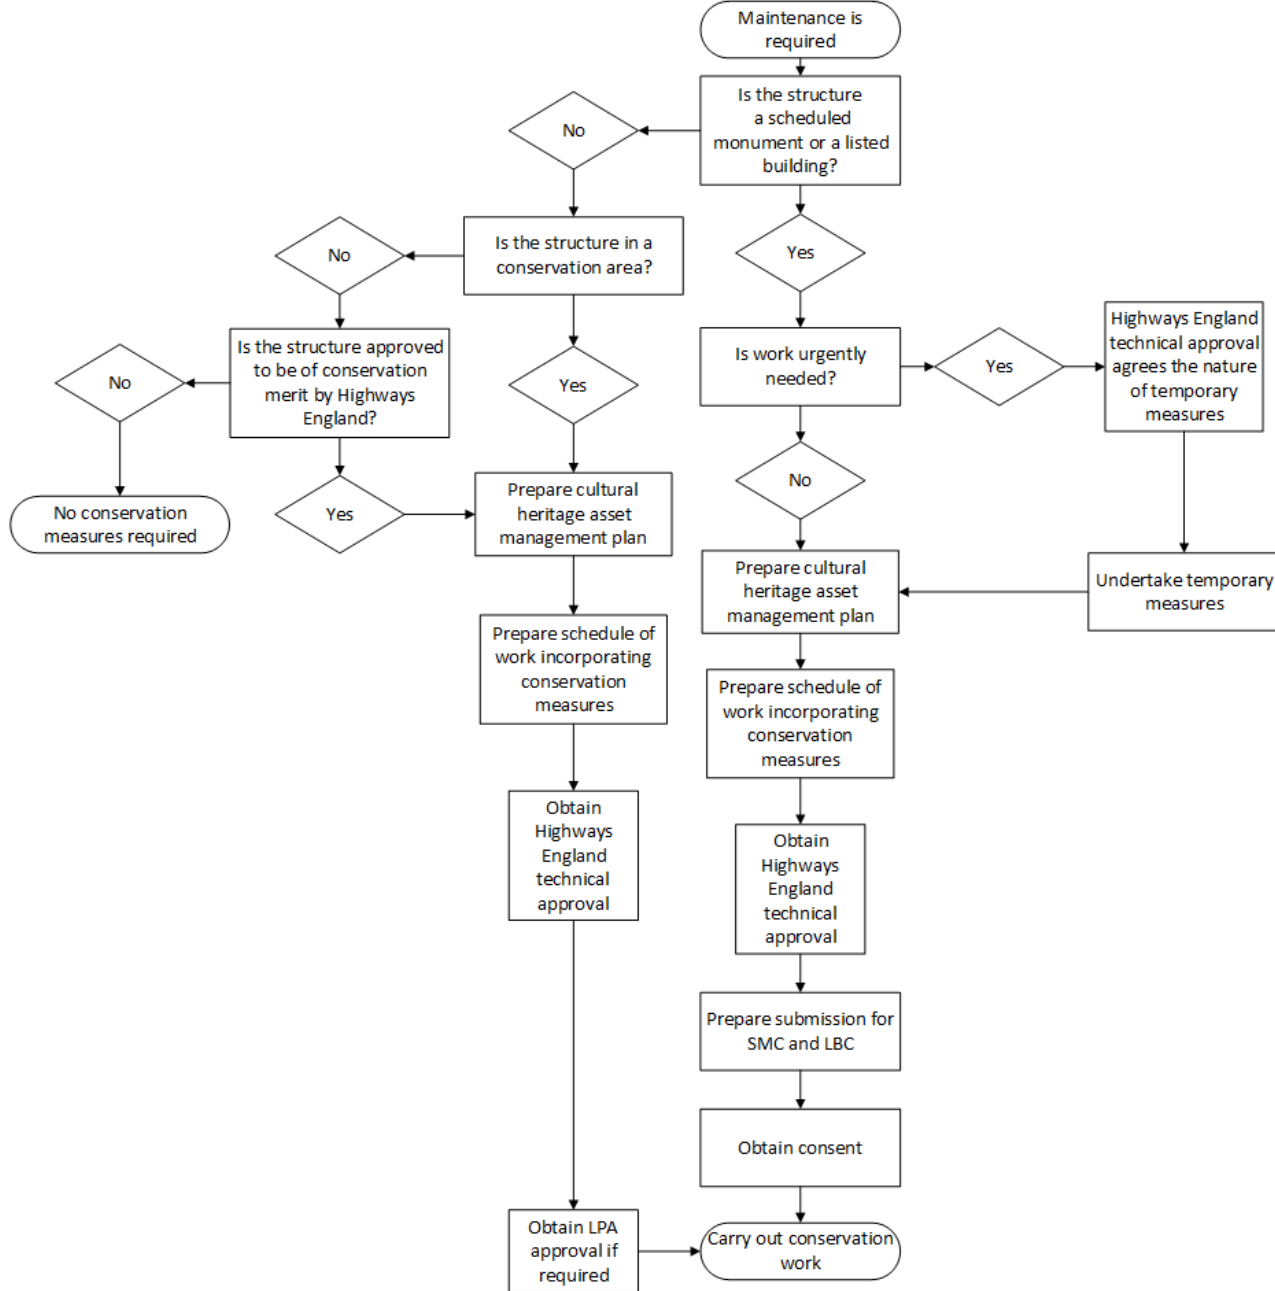 Maintenance is
required
Is the structure
a scheduled
monument or a listed
building?
No
Yes
Is the structure in a
conservation area?
No
Yes
Is the structure approved
to be of conservation
merit by Highways
England?
No
No conservation
measures required
Yes
Is work urgently
needed?
Yes
Highways England
technical approval
agrees the nature
of temporary
measures
Undertake temporary
measures
No
Prepare cultural
heritage asset
management plan
Prepare schedule of
work incorporating
conservation
measures
Obtain
Highways
England
technical
approval
Obtain LPA
approval if
required
Prepare cultural
heritage asset
management plan
Prepare schedule of
work incorporating
conservation
measures
Obtain
Highways
England
technical
approval
Prepare submission for
SMC and LBC
Obtain consent
Carry out conservation
work